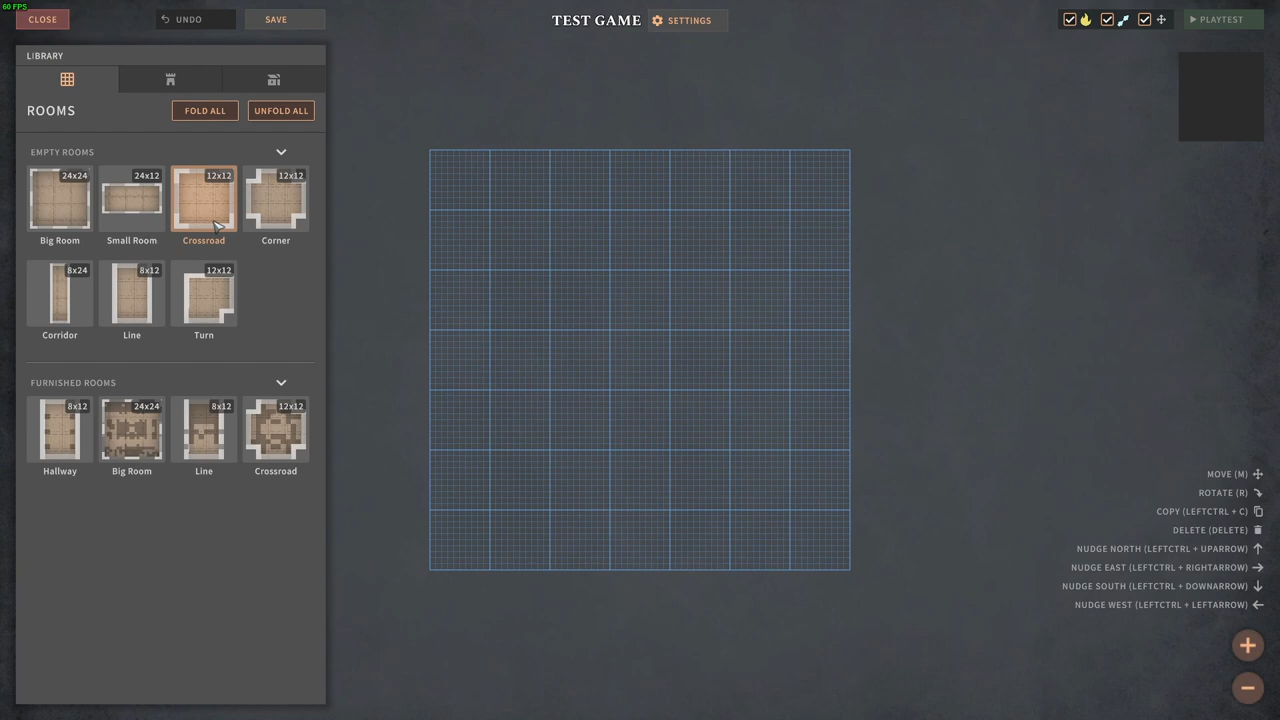 60 FPS
CLOSE
UNDO
SAVE
TEST GAME
SETTINGS
PLAYTEST
LIBRARY
ROOMS
FOLD ALL
UNFOLD ALL
EMPTY ROOMS
24x24
24x12
12x12
12x12
Big Room
Small Room
Crossroad
Corner
8x24
8x12
12x12
Corridor
Line
Turn
FURNISHED ROOMS
8x12
24x24
8x12
12x12
Hallway
Big Room
Line
Crossroad
MOVE (M)
ROTATE (R)
COPY (LEFTCTRL + C)
DELETE (DELETE)
NUDGE NORTH (LEFTCTRL + UPARROW)
NUDGE EAST (LEFTCTRL + RIGHTARROW)
NUDGE SOUTH (LEFTCTRL + DOWNARROW)
NUDGE WEST (LEFTCTRL + LEFTARROW)